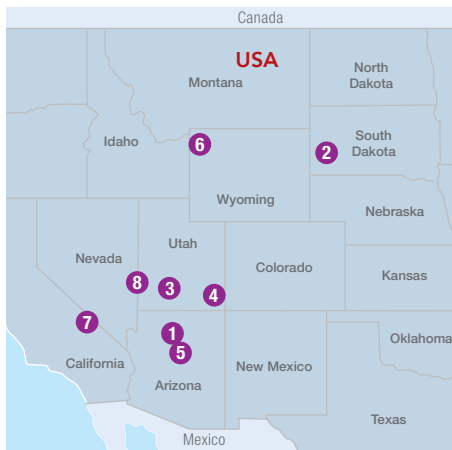 Canada
USA
Montana
North
Dakota
Idaho
6
2
South
Dakota
Wyoming
Nebraska
Nevada
Utah
Colorado
Kansas
8
3
4
7
1
5
Oklahoma
California
Arizona
New Mexico
Texas
Mexico